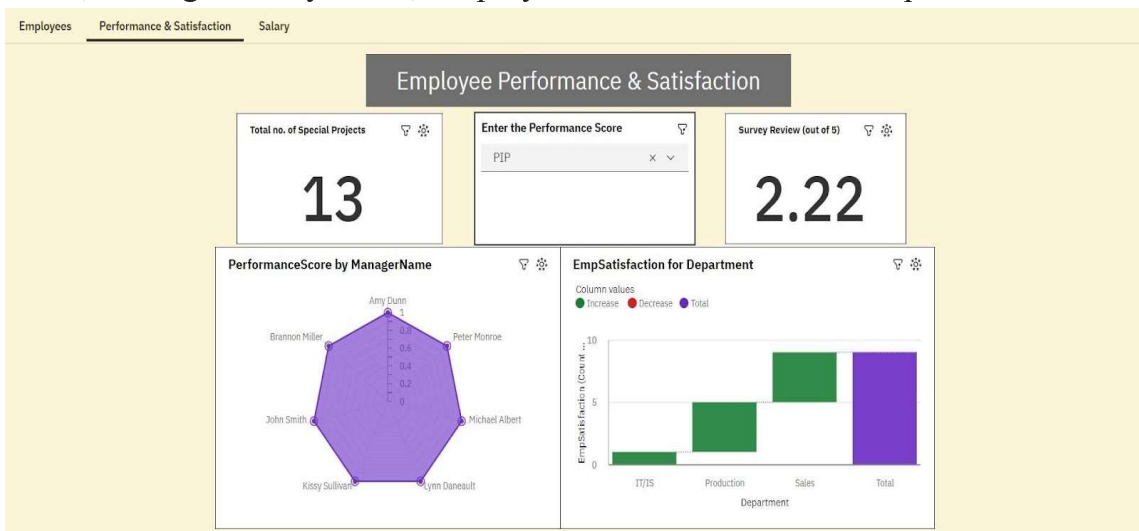 Employees Performance & Satisfaction Salary
Employee Performance & Satisfaction
Total no. of Special Projects
13
Enter the Performance Score
PIP
Survey Review (out of 5)
2.22
PerformanceScore by ManagerName
Amy Dunn
1
0.8
0.6
0.4
0.2
0
Peter Monroe
Michael Albert
Lynn Daneault
Kissy Sullivan
John Smith
Brannon Miller
EmpSatisfaction for Department
Column values
Increase Decrease Total
EmpSatisfaction (Count ...
10
5
0
IT/IS Production Sales Total
Department